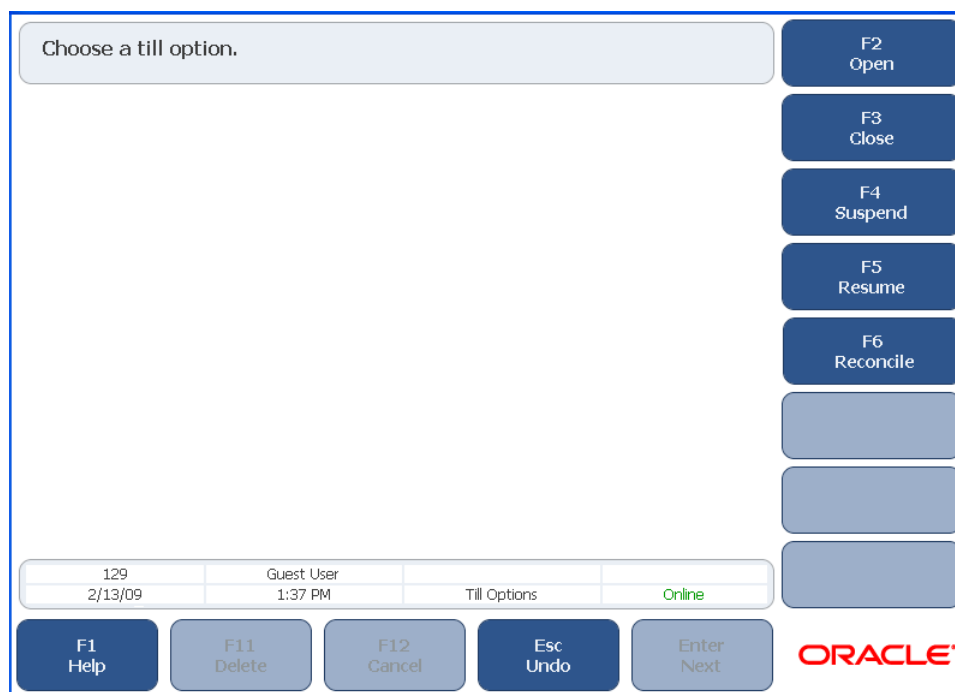 Choose a till option.
F2
Open
F3
Close
F4
Suspend
F5
Resume
F6
Reconcile
129 Guest User
2/13/09 1:37 PM Till Options Online
F1
Help
F11
Delete
F12
Cancel
Esc
Undo
Enter
Next
ORACLE